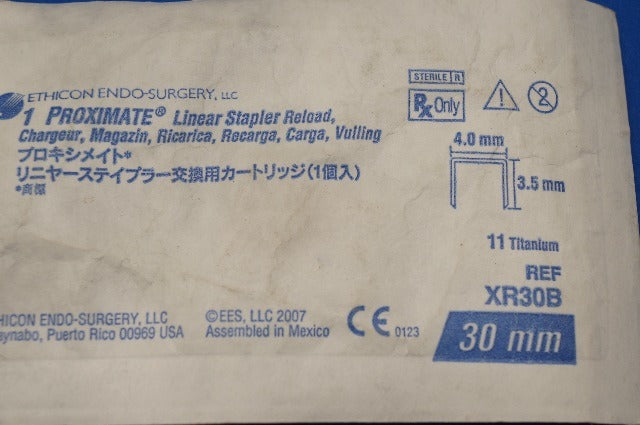 ETHICON ENDO-SURGERY, LLC
1 PROXIMATE® Linear Stapler Reload,
Chargeur, Magazin, Ricarica, Recarga, Carga, Vulling
プロキシメイト*
リニヤーステイプラー交換用カートリッジ(1個入)
*商標
STERILE R
Rx Only
2
4.0 mm
3.5 mm
11 Titanium
REF
XR30B
30 mm
HICON ENDO-SURGERY, LLC
aynabo, Puerto Rico 00969 USA
©EES, LLC 2007
Assembled in Mexico
CE 0123